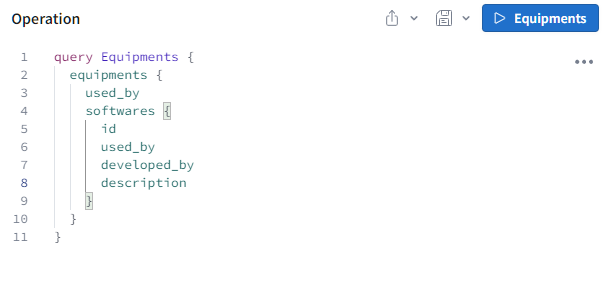 Operation
Equipments
1 query Equipments {
2 equipments {
3 used_by
4 softwares {
5 id
6 used_by
7 developed_by
8 description
9 }
10 }
11 }